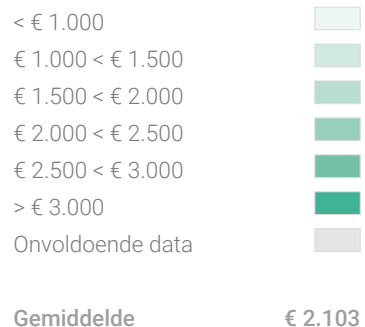 < € 1.000
€ 1.000 < € 1.500
€ 1.500 < € 2.000
€ 2.000 < € 2.500
€ 2.500 < € 3.000
> € 3.000
Onvoldoende data
Gemiddelde € 2.103